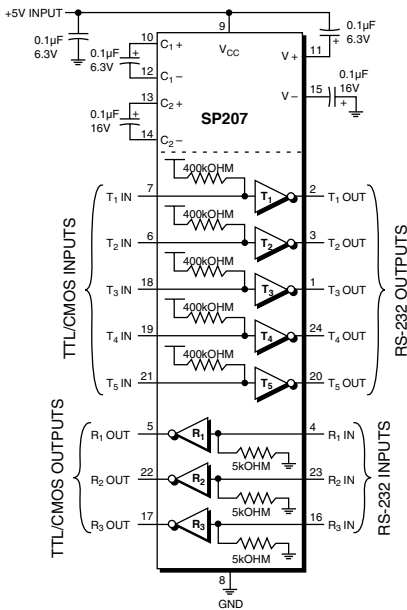 +5V INPUT
0.1µF
6.3V
9
VCC
0.1µF
6.3V
V +
11
10
C1 +
0.1µF
6.3V
12
C1 –
13
C2 +
0.1µF
16V
14
C2 –
V –
15
0.1µF
16V
SP207
400kOHM
T1 IN
7
T1
2
T1 OUT
400kOHM
T2 IN
6
T2
3
T2 OUT
400kOHM
T3 IN
18
T3
1
T3 OUT
400kOHM
T4 IN
19
T4
24
T4 OUT
400kOHM
T5 IN
21
T5
20
T5 OUT
TTL/CMOS INPUTS
RS-232 OUTPUTS
R1 OUT
5
R1
4
R1 IN
5kOHM
R2 OUT
22
R2
23
R2 IN
5kOHM
R3 OUT
17
R3
16
R3 IN
5kOHM
TTL/CMOS OUTPUTS
RS-232 INPUTS
8
GND